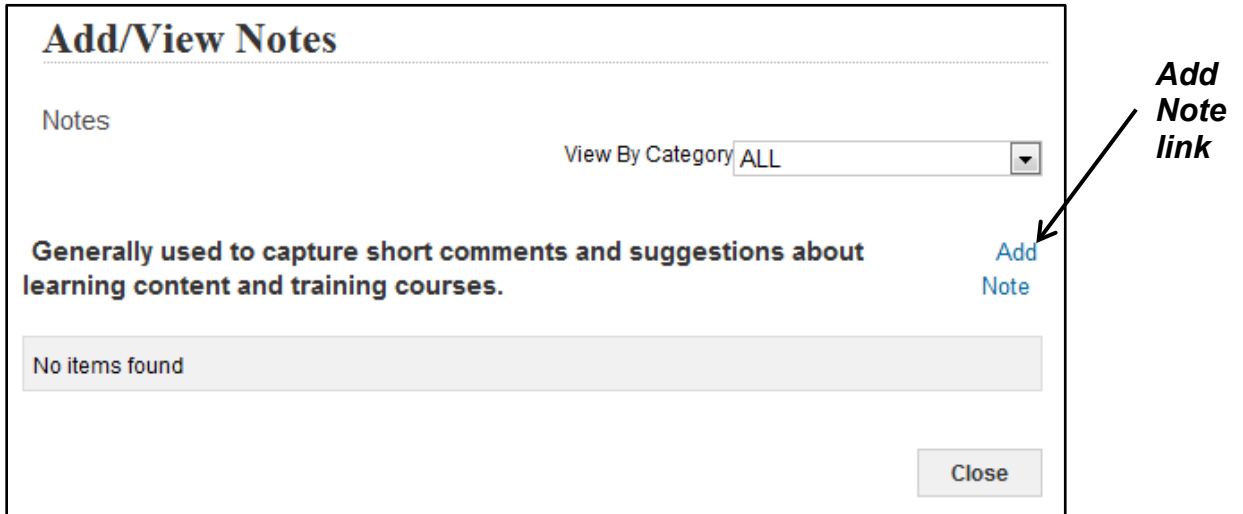 Add/View Notes
Notes
View By Category ALL
Generally used to capture short comments and suggestions about
learning content and training courses.
Add
Note
No items found
Close
Add
Note
link